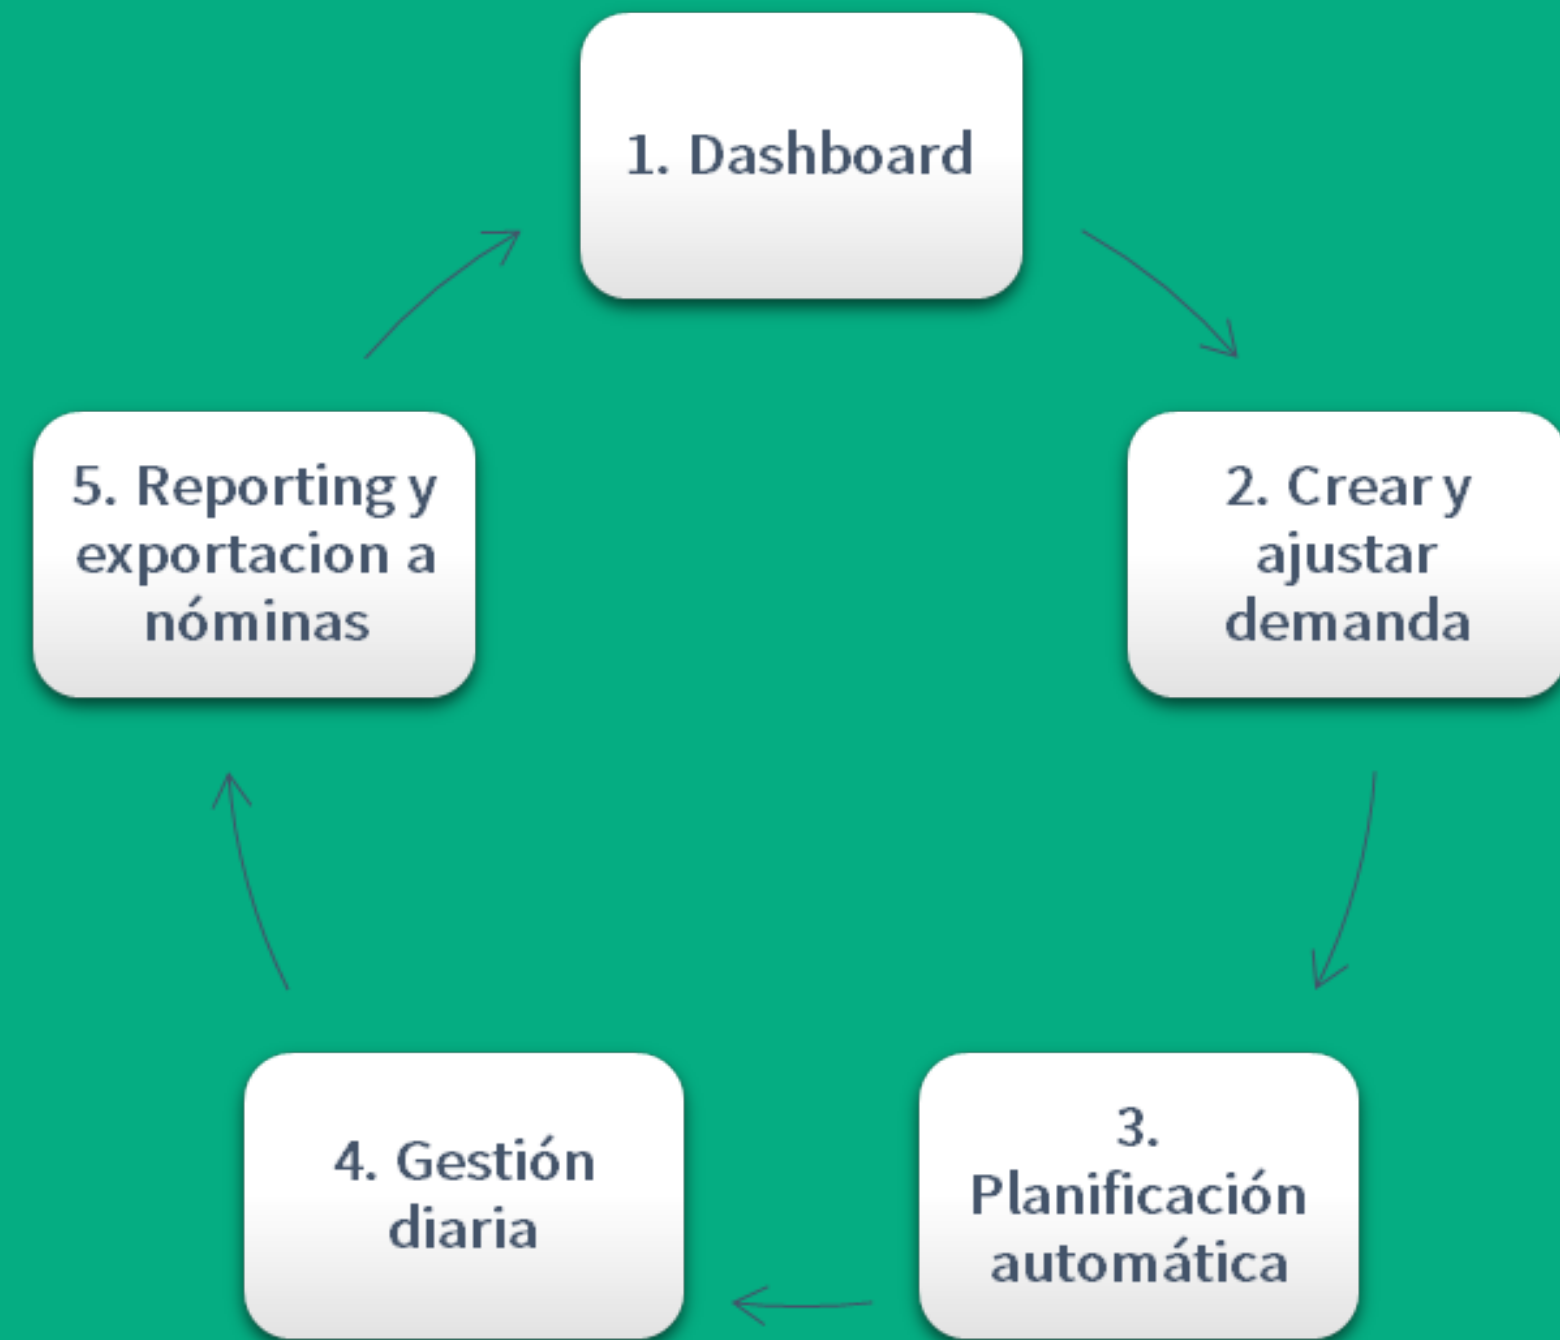 1. Dashboard
2. Crear y
ajustar
demanda
3.
Planificación
automática
4. Gestión
diaria
5. Reporting y
exportacion a
nóminas